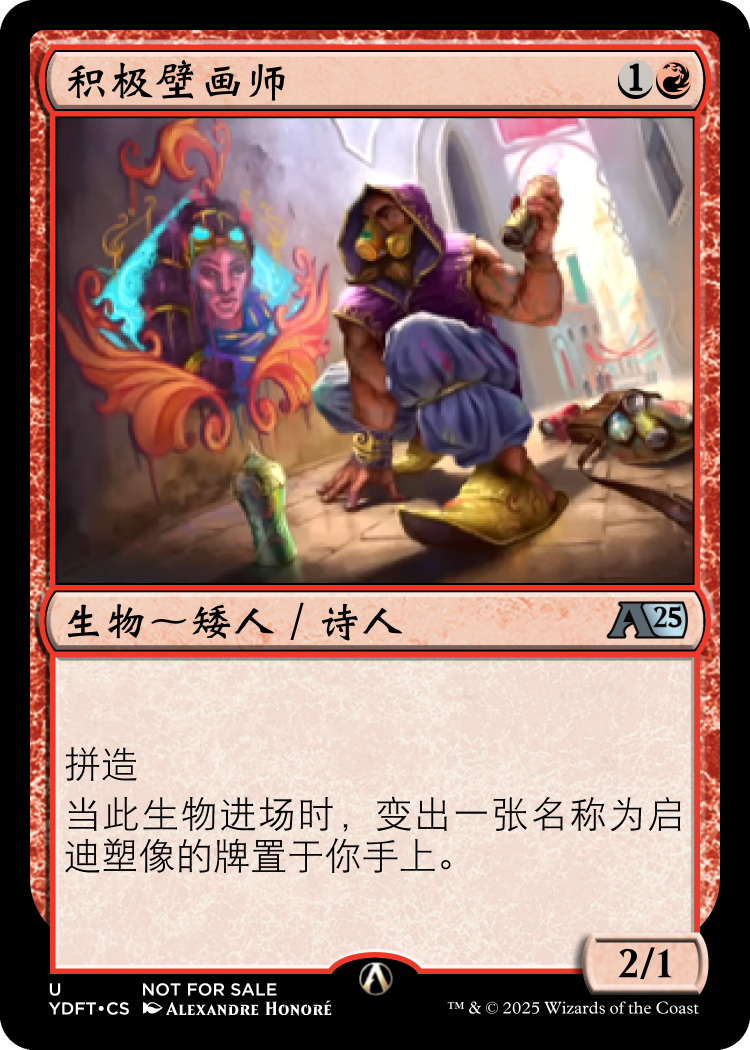 积极壁画师 1
生物～矮人 / 诗人 A25
拼造
当此生物进场时，变出一张名称为启
迪塑像的牌置于你手上。
2/1
U NOT FOR SALE
YDFT•CS ALEXANDRE HONORÉ ™ & © 2025 Wizards of the Coast